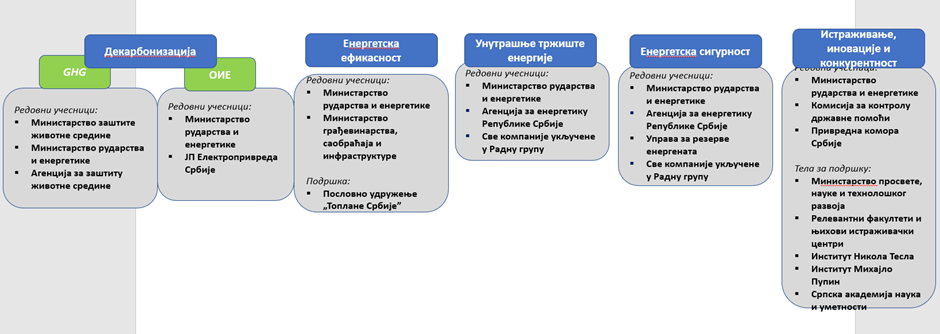 Декарбонизација
GHG
Редовни учесници:
Министарство заштите
животне средине
Министарство рударства
и енергетике
Агенција за заштиту
животне средине
ОИЕ
Редовни учесници:
Министарство
рударства и
енергетике
ЈП Електропривреда
Србије
Енергетска
ефикасност
Редовни учесници:
Министарство
рударства и енергетике
Министарство
грађевинарства,
саобраћаја и
инфраструктуре
Подршка:
Пословно удружење
„Топлане Србије”
Унутрашње тржиште
енергије
Редовни учесници:
Министарство рударства
и енергетике
Агенција за енергетику
Републике Србије
Све компаније укључене
у Радну групу
Енергетска сигурност
Редовни учесници:
Министарство рударства
и енергетике
Агенција за енергетику
Републике Србије
Управа за резерве
енергената
Све компаније укључене
у Радну групу
Истраживање,
иновације и
конкурентност
Редовни учесници:
Министарство
рударства и енергетике
Комисија за контролу
државне помоћи
Привредна комора
Србије
Тела за подршку:
Министарство просвете,
науке и технолошког
развоја
Релевантни факултети и
њихови истраживачки
центри
Институт Никола Тесла
Институт Михајло
Пупин
Српска академија наука
и уметности